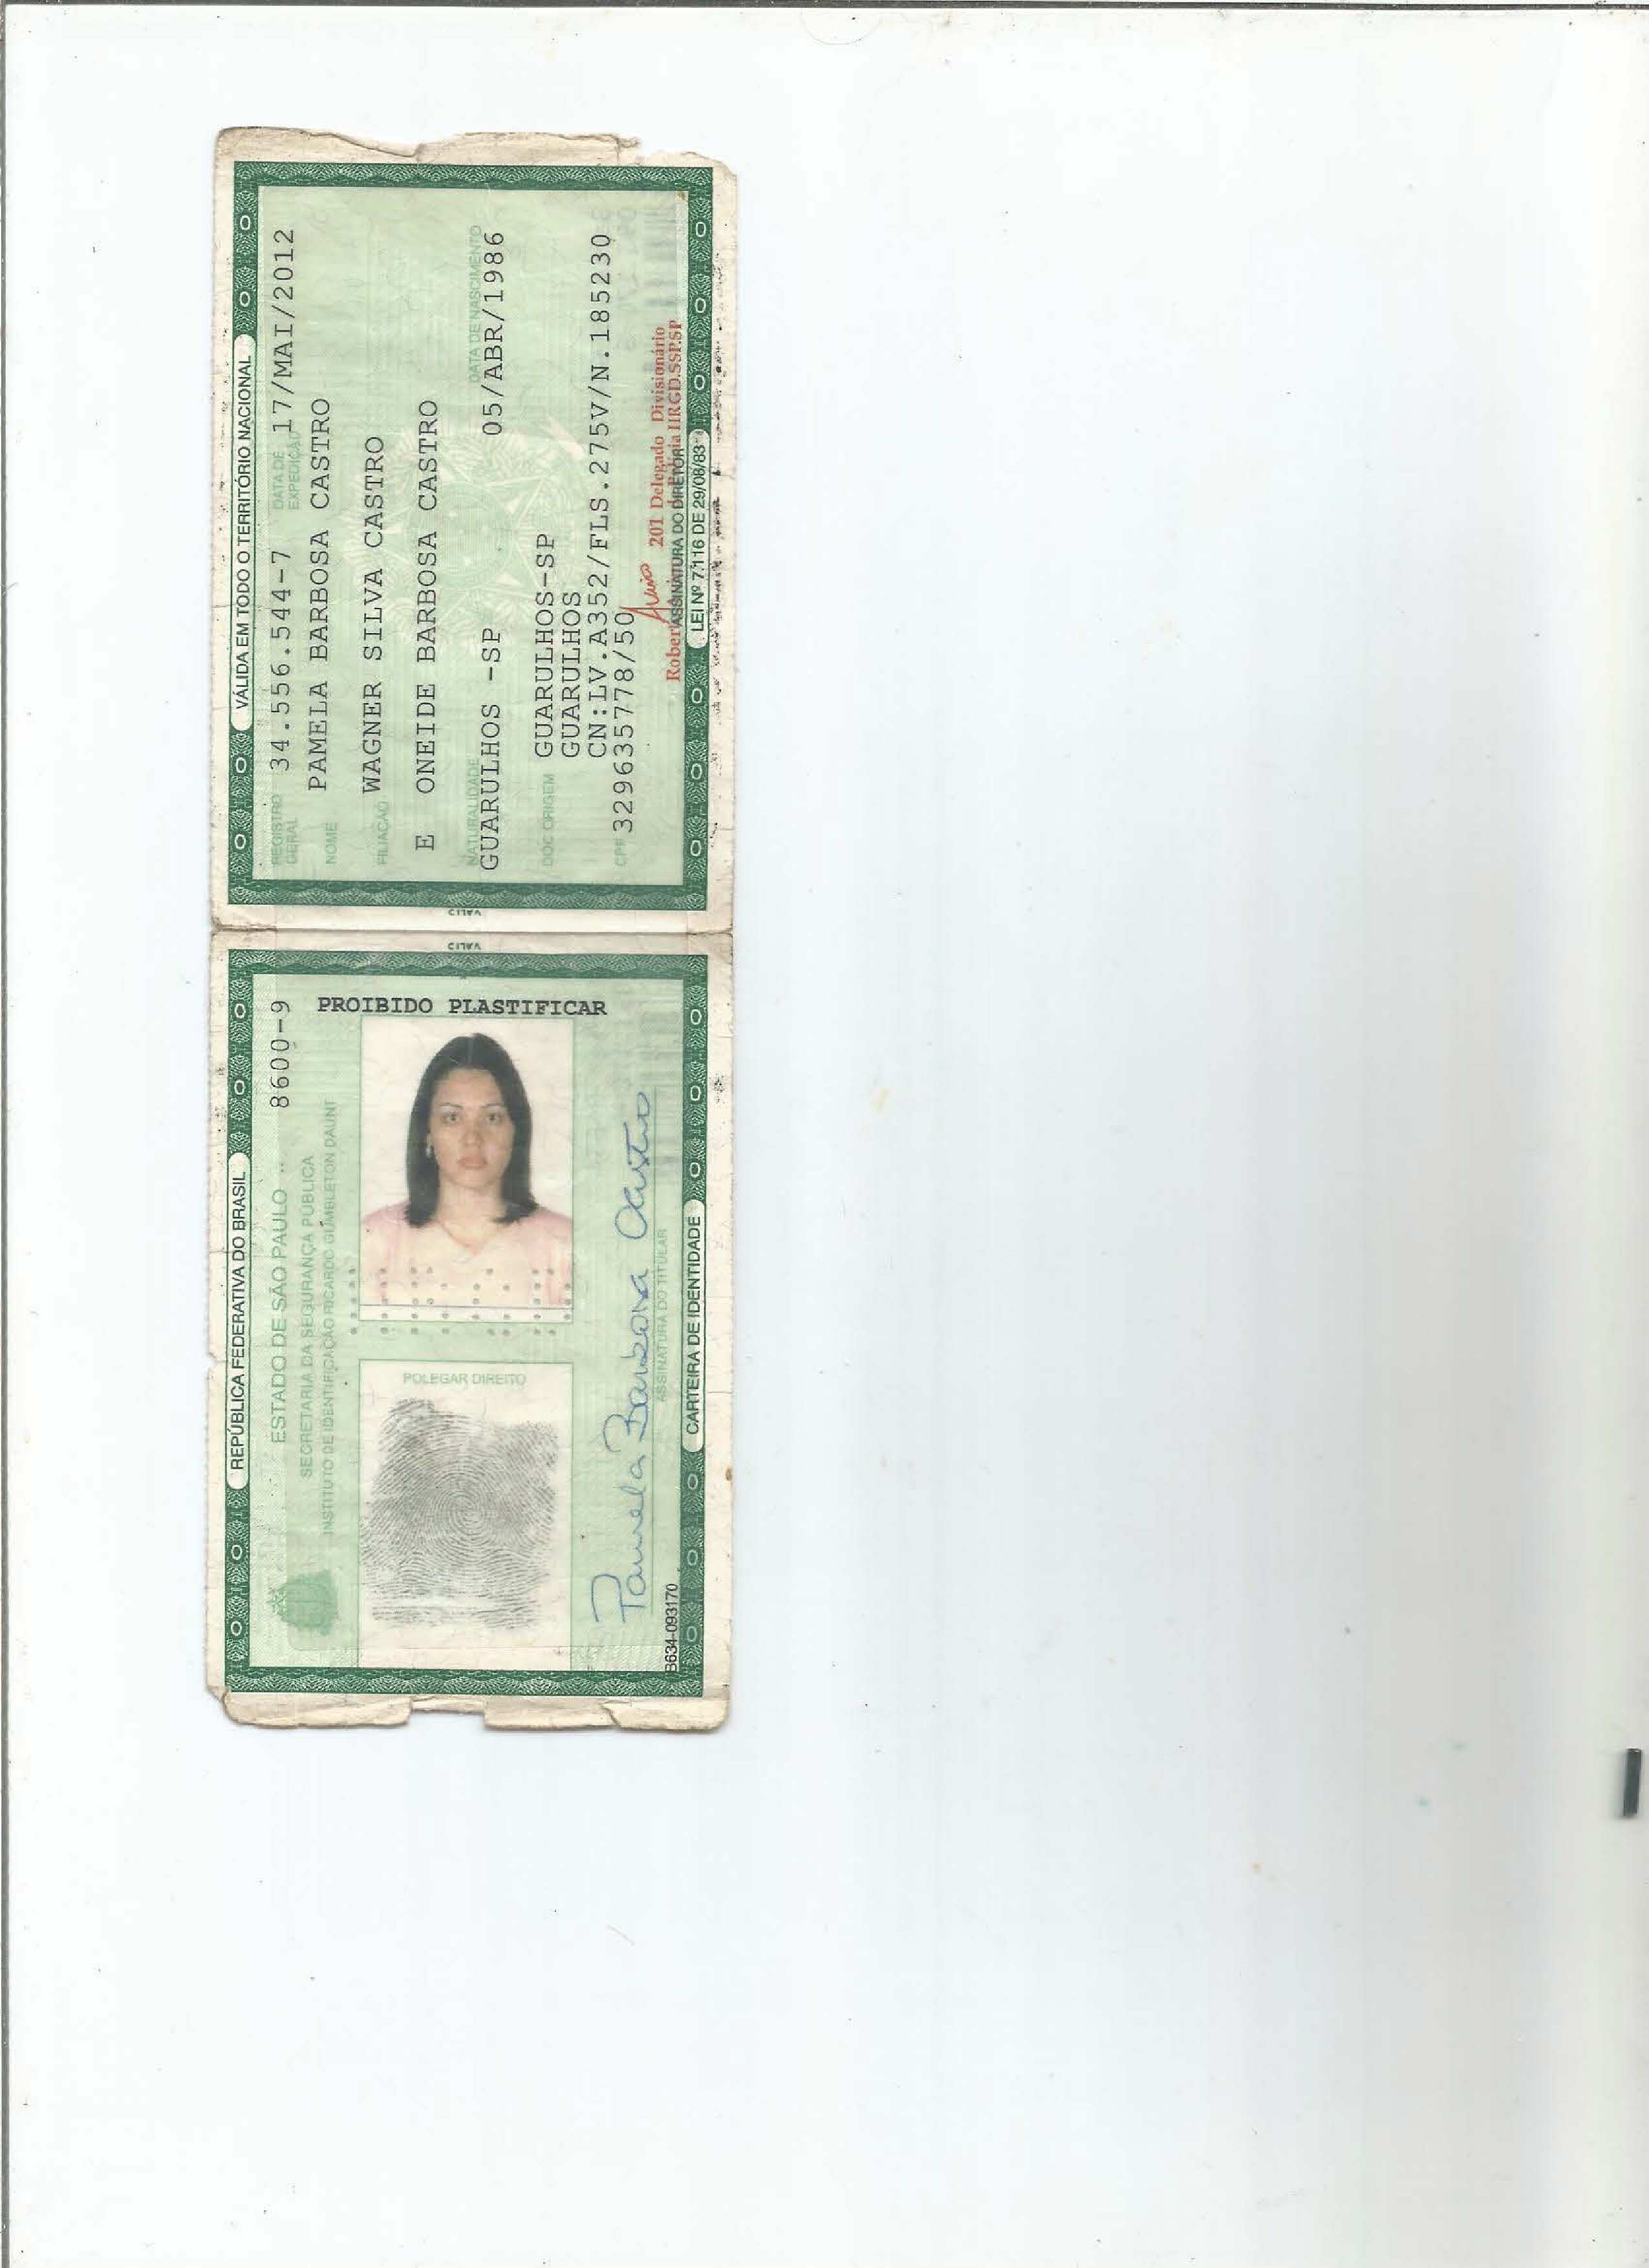 REPÚBLICA FEDERATIVA DO BRASIL
ESTADO DE SÃO PAULO 8600-9
SECRETARIA DA SEGURANÇA PÚBLICA
INSTITUTO DE IDENTIFICAÇÃO RICARDO GUMBLETON DAUNT
PROIBIDO PLASTIFICAR
POLEGAR DIREITO
Pamela Barbosa Castro
ASSINATURA DO TITULAR
B634-093170
CARTEIRA DE IDENTIDADE
VALID
VALID
VÁLIDA EM TODO O TERRITÓRIO NACIONAL
REGISTRO GERAL 34.556.544-7 DATA DE EXPEDIÇÃO 17/MAI/2012
NOME PAMELA BARBOSA CASTRO
FILIAÇÃO WAGNER SILVA CASTRO
E ONEIDE BARBOSA CASTRO
NATURALIDADE DATA DE NASCIMENTO
GUARULHOS -SP 05/ABR/1986
DOC ORIGEM GUARULHOS-SP
GUARULHOS
CN:LV.A352/FLS.275V/N.185230
CPF 329635778/50
201 Delegado Divisionário
ASSINATURA DO DIRETOR
IIRGD.SSP.SP
LEI Nº 7.116 DE 29/08/83